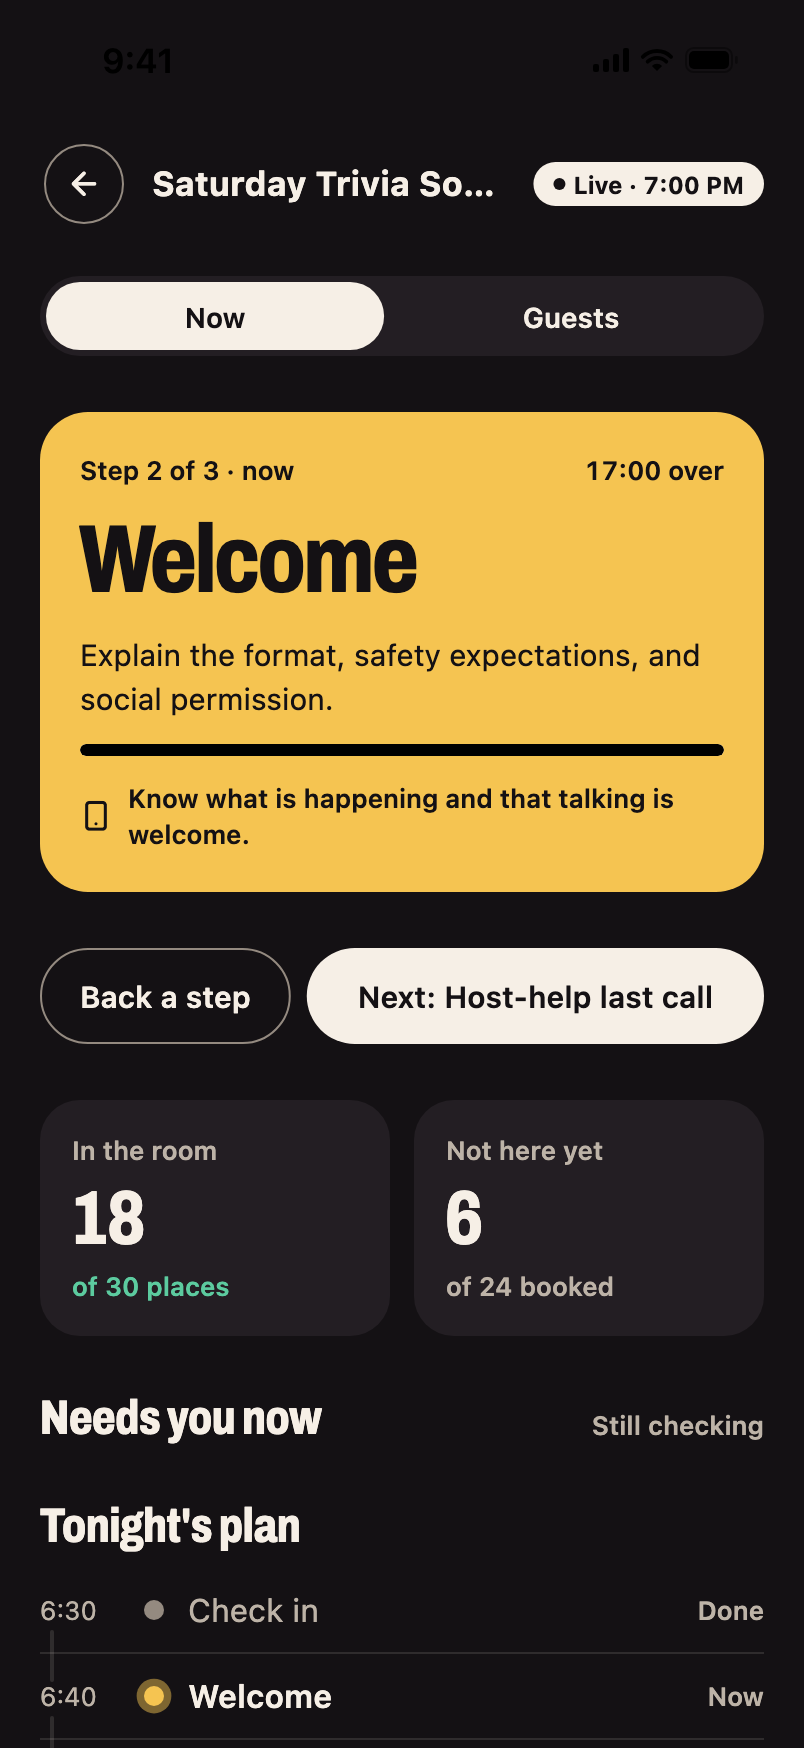 9:41
Saturday Trivia So...
Live · 7:00 PM
Now
Guests
Step 2 of 3 · now
17:00 over
Welcome
Explain the format, safety expectations, and
social permission.
Know what is happening and that talking is
welcome.
Back a step
Next: Host-help last call
In the room
18
of 30 places
Not here yet
6
of 24 booked
Needs you now
Still checking
Tonight's plan
6:30
Check in
Done
6:40
Welcome
Now